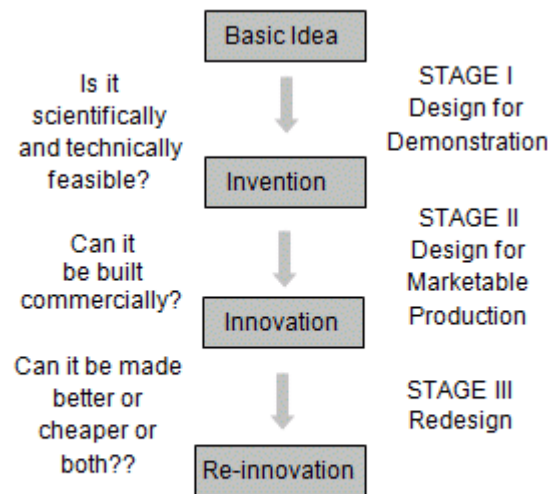 Basic Idea
Is it
scientifically
and technically
feasible?
STAGE I
Design for
Demonstration
Invention
Can it
be built
commercially?
STAGE II
Design for
Marketable
Production
Innovation
Can it be made
better or
cheaper or
both??
STAGE III
Redesign
Re-innovation